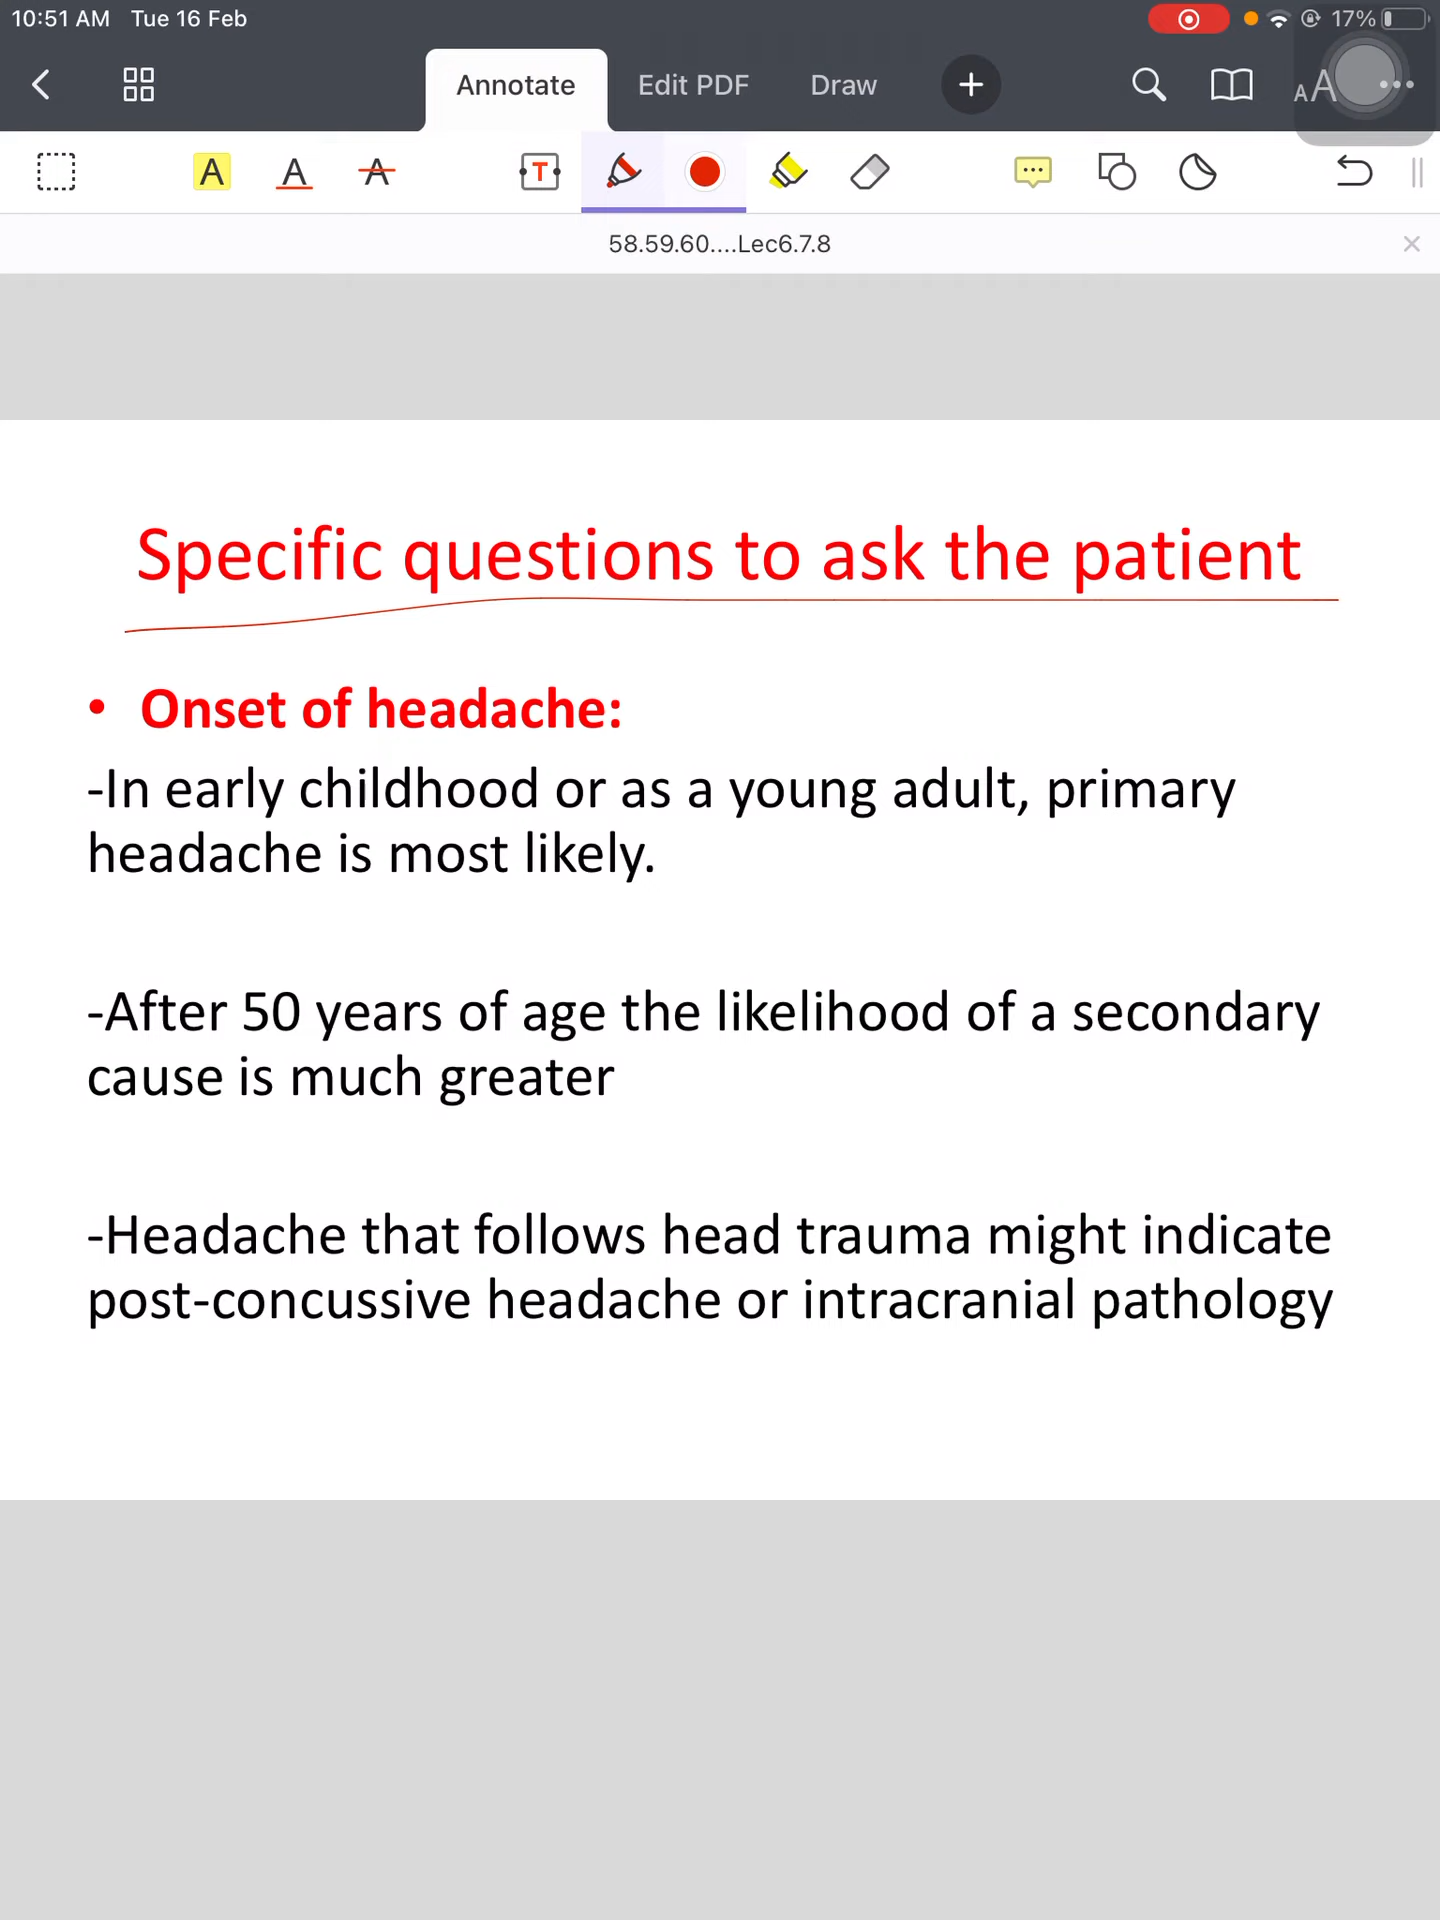 10:51 AM Tue 16 Feb
17%
Annotate
Edit PDF
Draw
AA
A A A T
58.59.60....Lec6.7.8
Specific questions to ask the patient
• Onset of headache:
-In early childhood or as a young adult, primary
headache is most likely.
-After 50 years of age the likelihood of a secondary
cause is much greater
-Headache that follows head trauma might indicate
post-concussive headache or intracranial pathology